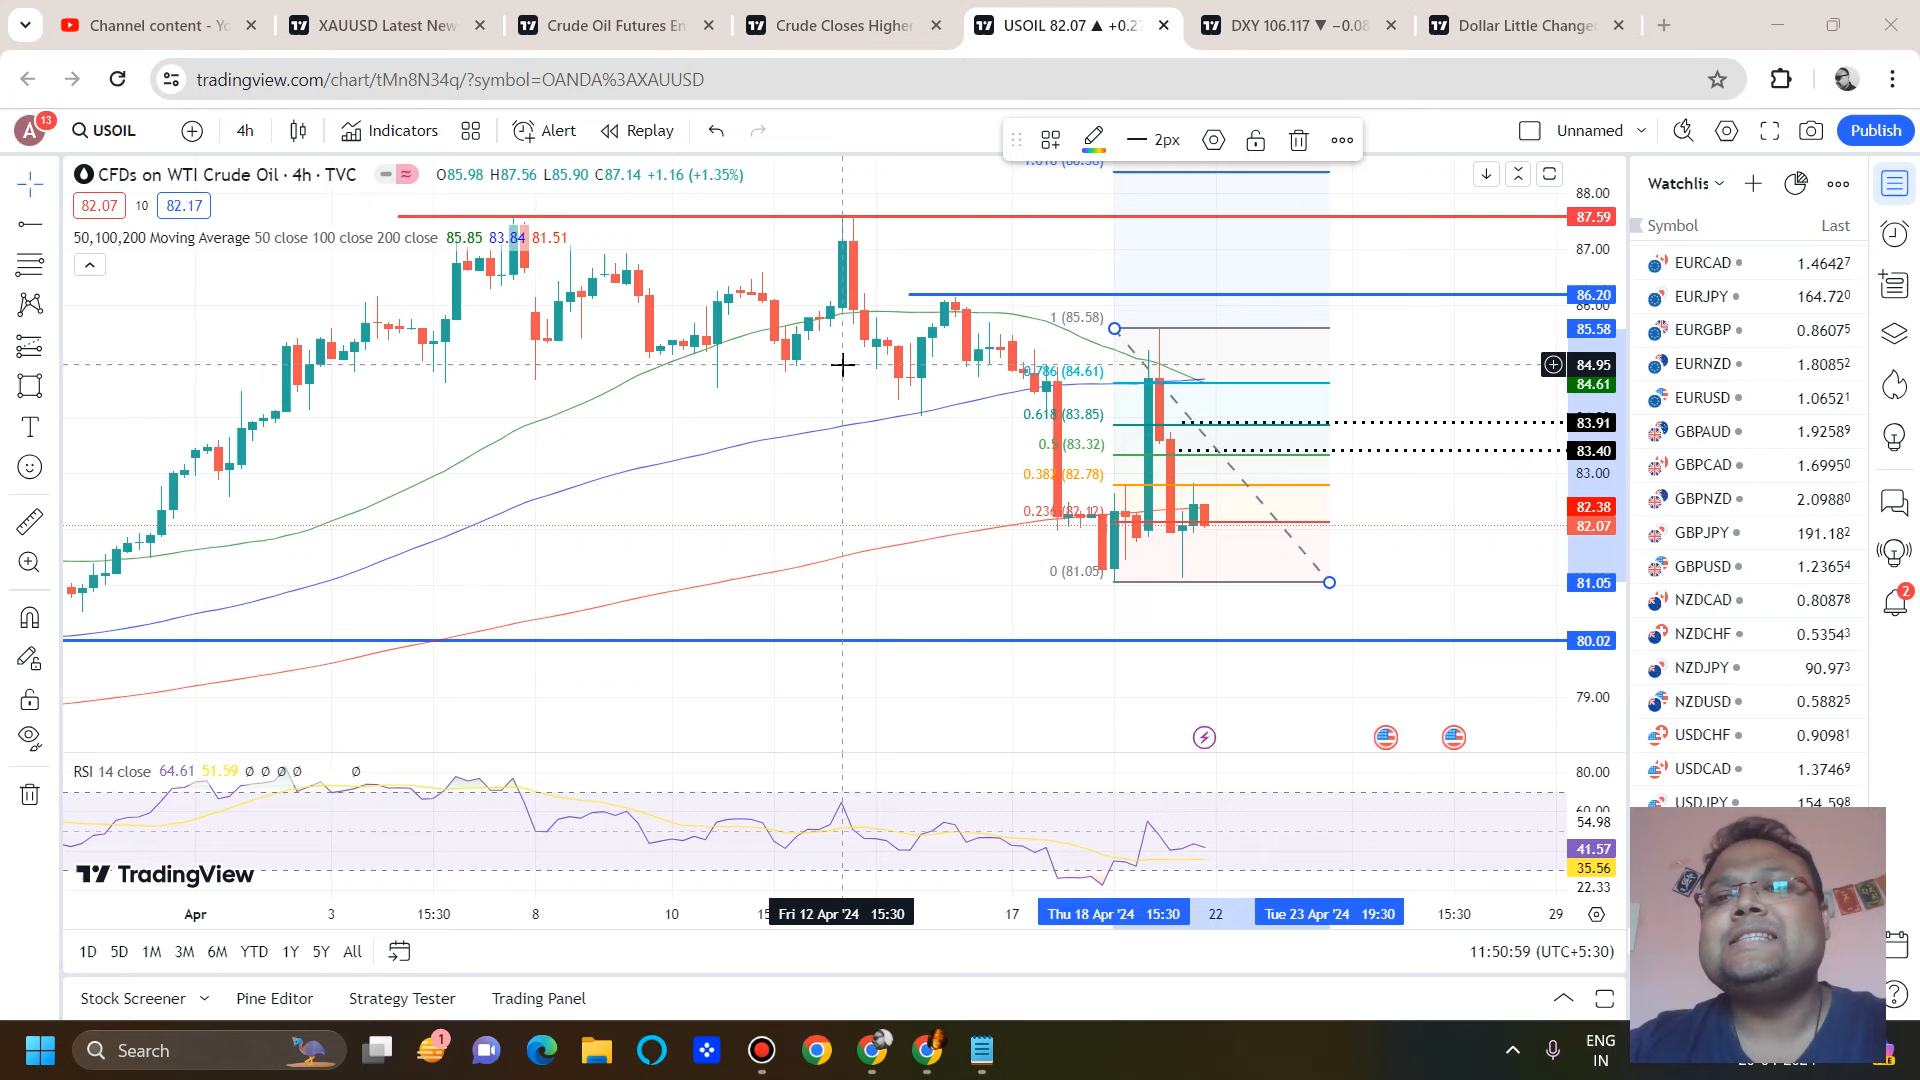 Channel content - Yo
XAUUSD Latest New
Crude Oil Futures En
Crude Closes Higher
USOIL 82.07 ▲ +0.2
DXY 106.117 ▼ −0.08
Dollar Little Change
tradingview.com/chart/tMn8N34q/?symbol=OANDA%3AXAUUSD
A 13
USOIL
4h
Indicators
Alert
Replay
2px
Unnamed
Publish
CFDs on WTI Crude Oil · 4h · TVC
O85.98 H87.56 L85.90 C87.14 +1.16 (+1.35%)
82.07 10 82.17
50,100,200 Moving Average 50 close 100 close 200 close 85.85 83.84 81.51
1 (85.58)
0.786 (84.61)
0.618 (83.85)
0.5 (83.32)
0.382 (82.78)
0.236 (82.12)
0 (81.05)
88.00
87.59
87.00
86.20
86.00
85.58
84.95
84.61
83.91
83.40
83.00
82.38
82.07
81.05
80.02
79.00
RSI 14 close 64.61 51.59 Ø Ø Ø Ø Ø
80.00
60.00
54.98
41.57
35.56
22.33
TradingView
Apr 3 15:30 8 10 15 Fri 12 Apr '24 15:30 17 Thu 18 Apr '24 15:30 22 Tue 23 Apr '24 19:30 15:30 29
1D 5D 1M 3M 6M YTD 1Y 5Y All
11:50:59 (UTC+5:30)
Stock Screener
Pine Editor
Strategy Tester
Trading Panel
Watchlis
Symbol Last
EURCAD 1.46427
EURJPY 164.720
EURGBP 0.86075
EURNZD 1.80852
EURUSD 1.06521
GBPAUD 1.92589
GBPCAD 1.69950
GBPNZD 2.09880
GBPJPY 191.182
GBPUSD 1.23654
NZDCAD 0.80878
NZDCHF 0.53543
NZDJPY 90.973
NZDUSD 0.58825
USDCHF 0.90981
USDCAD 1.37469
USDJPY 154.598
2
Search
1
ENG
IN